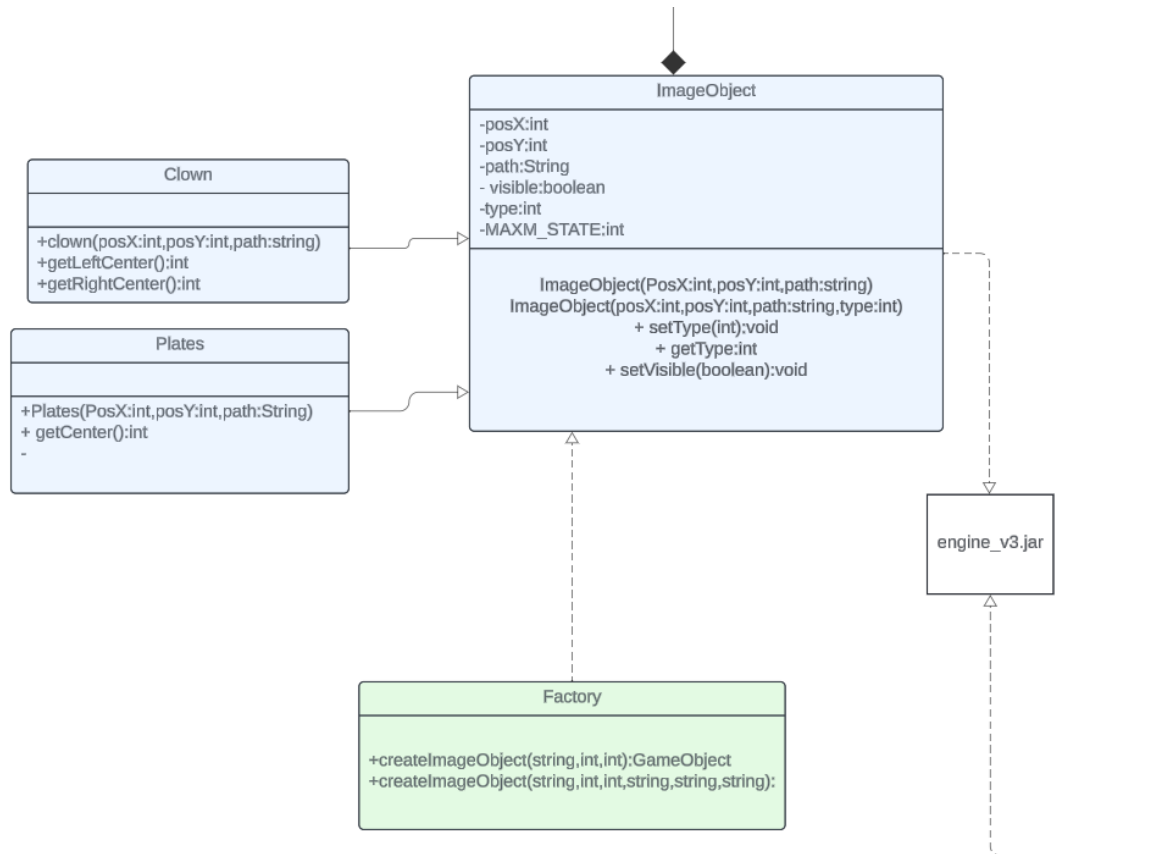 ImageObject
-posX:int
-posY:int
-path:String
- visible:boolean
-type:int
-MAXM_STATE:int
ImageObject(PosX:int,posY:int,path:string)
ImageObject(posX:int,posY:int,path:string,type:int)
+ setType(int):void
+ getType:int
+ setVisible(boolean):void
Clown
+clown(posX:int,posY:int,path:string)
+getLeftCenter():int
+getRightCenter():int
Plates
+Plates(PosX:int,posY:int,path:String)
+ getCenter():int
-
engine_v3.jar
Factory
+createImageObject(string,int,int):GameObject
+createImageObject(string,int,int,string,string,string):